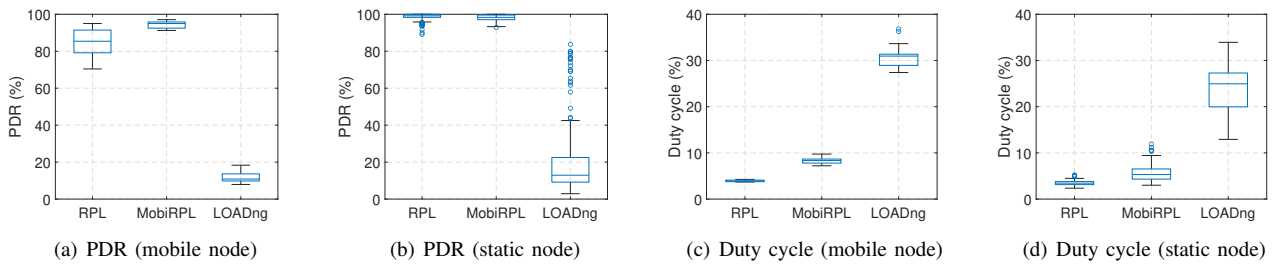 100
80
60
40
20
0
PDR (%)
RPL MobiRPL LOADng
(a) PDR (mobile node)
100
80
60
40
20
0
PDR (%)
RPL MobiRPL LOADng
(b) PDR (static node)
40
30
20
10
0
Duty cycle (%)
RPL MobiRPL LOADng
(c) Duty cycle (mobile node)
40
30
20
10
0
Duty cycle (%)
RPL MobiRPL LOADng
(d) Duty cycle (static node)